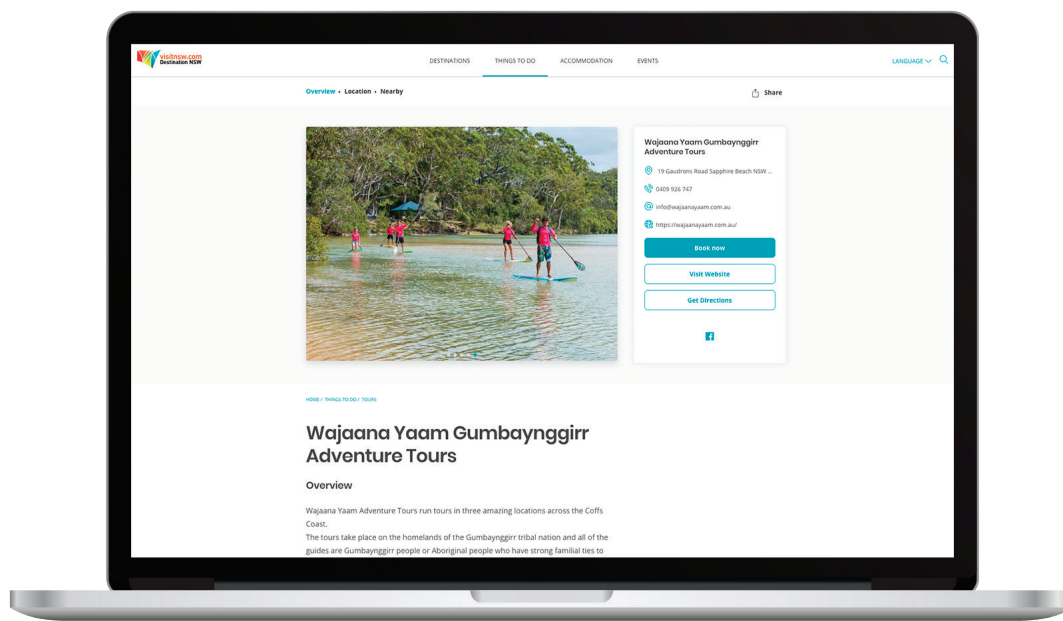 visitnsw.com
Destination NSW
DESTINATIONS THINGS TO DO ACCOMMODATION EVENTS
LANGUAGE
Overview • Location • Nearby
Share
Wajaana Yaam Gumbaynggirr
Adventure Tours
19 Gaudrons Road Sapphire Beach NSW ...
0409 926 747
info@wajaanayaam.com.au
https://wajaanayaam.com.au/
Book now
Visit Website
Get Directions
HOME / THINGS TO DO / TOURS
Wajaana Yaam Gumbaynggirr
Adventure Tours
Overview
Wajaana Yaam Adventure Tours run tours in three amazing locations across the Coffs
Coast.
The tours take place on the homelands of the Gumbaynggirr tribal nation and all of the
guides are Gumbaynggirr people or Aboriginal people who have strong familial ties to